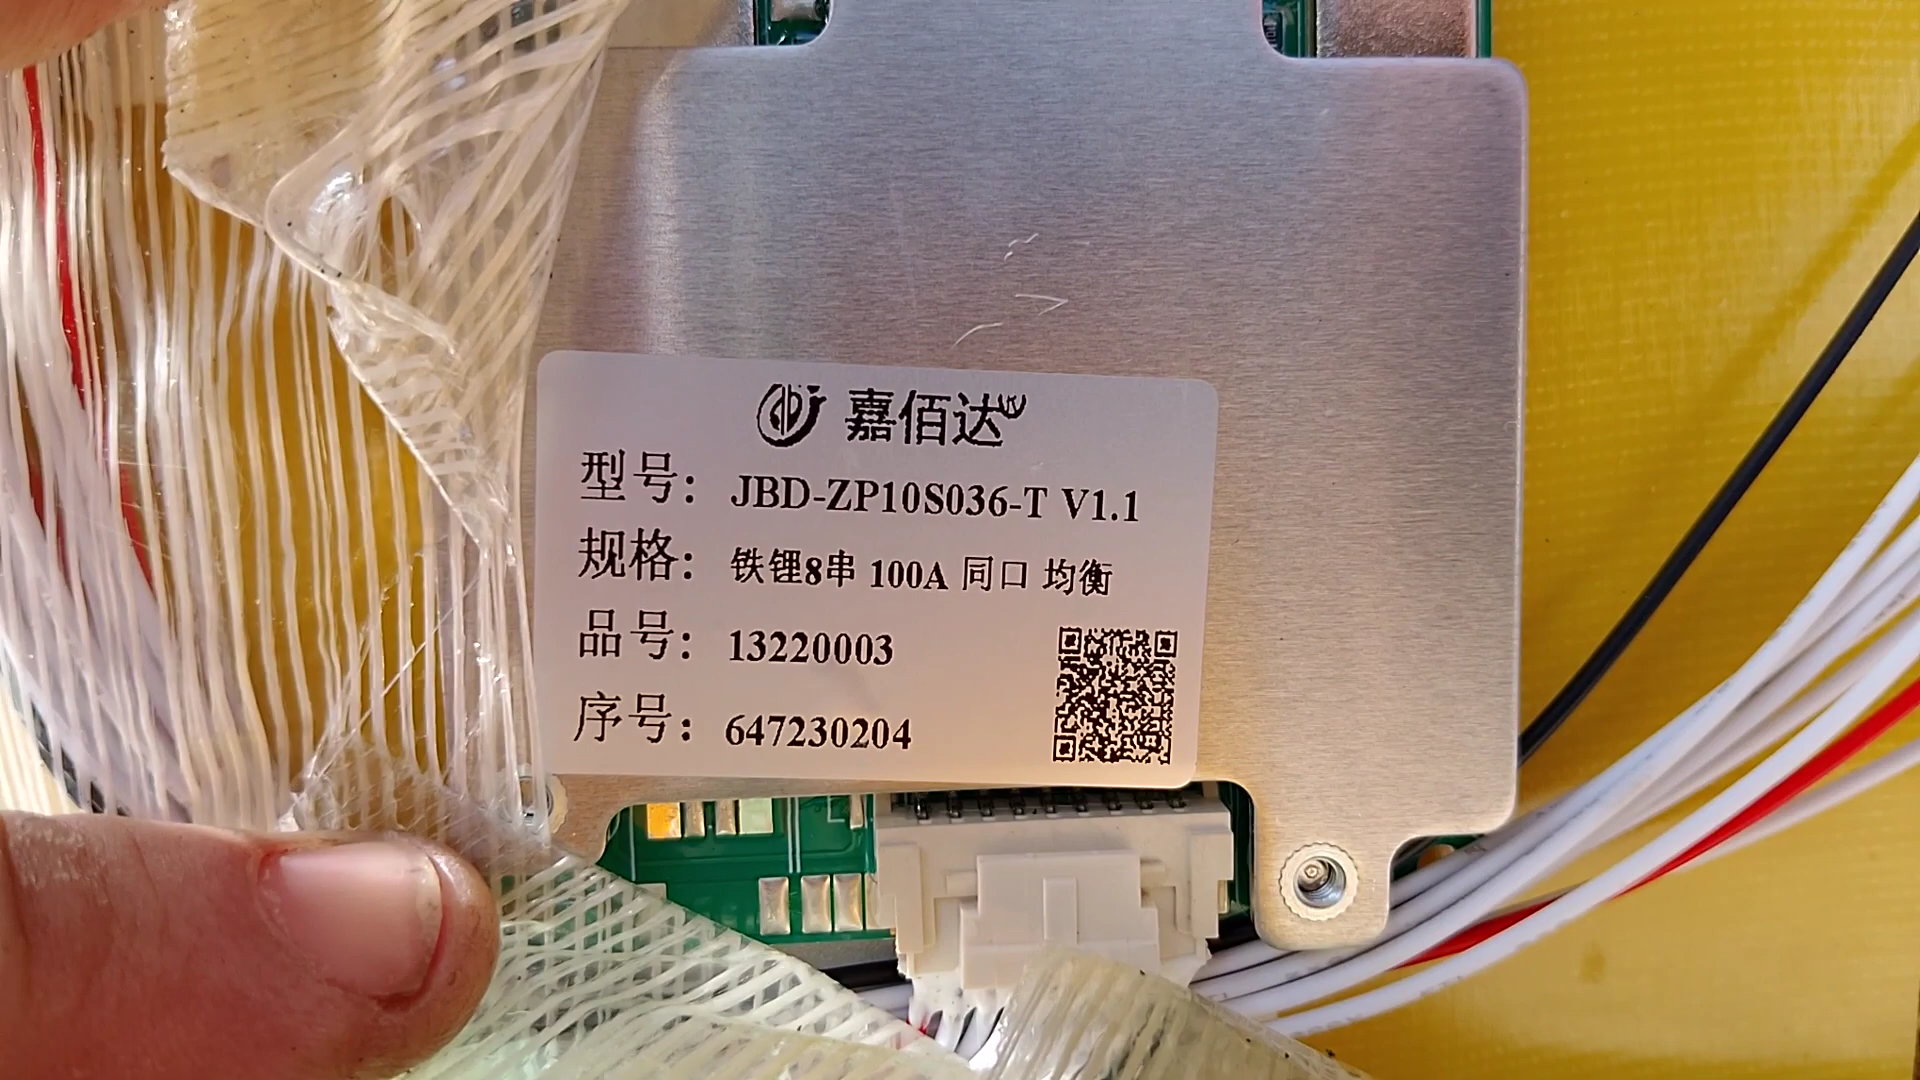 嘉佰达®
型号: JBD-ZP10S036-T V1.1
规格: 铁锂8串 100A 同口 均衡
品号: 13220003
序号: 647230204